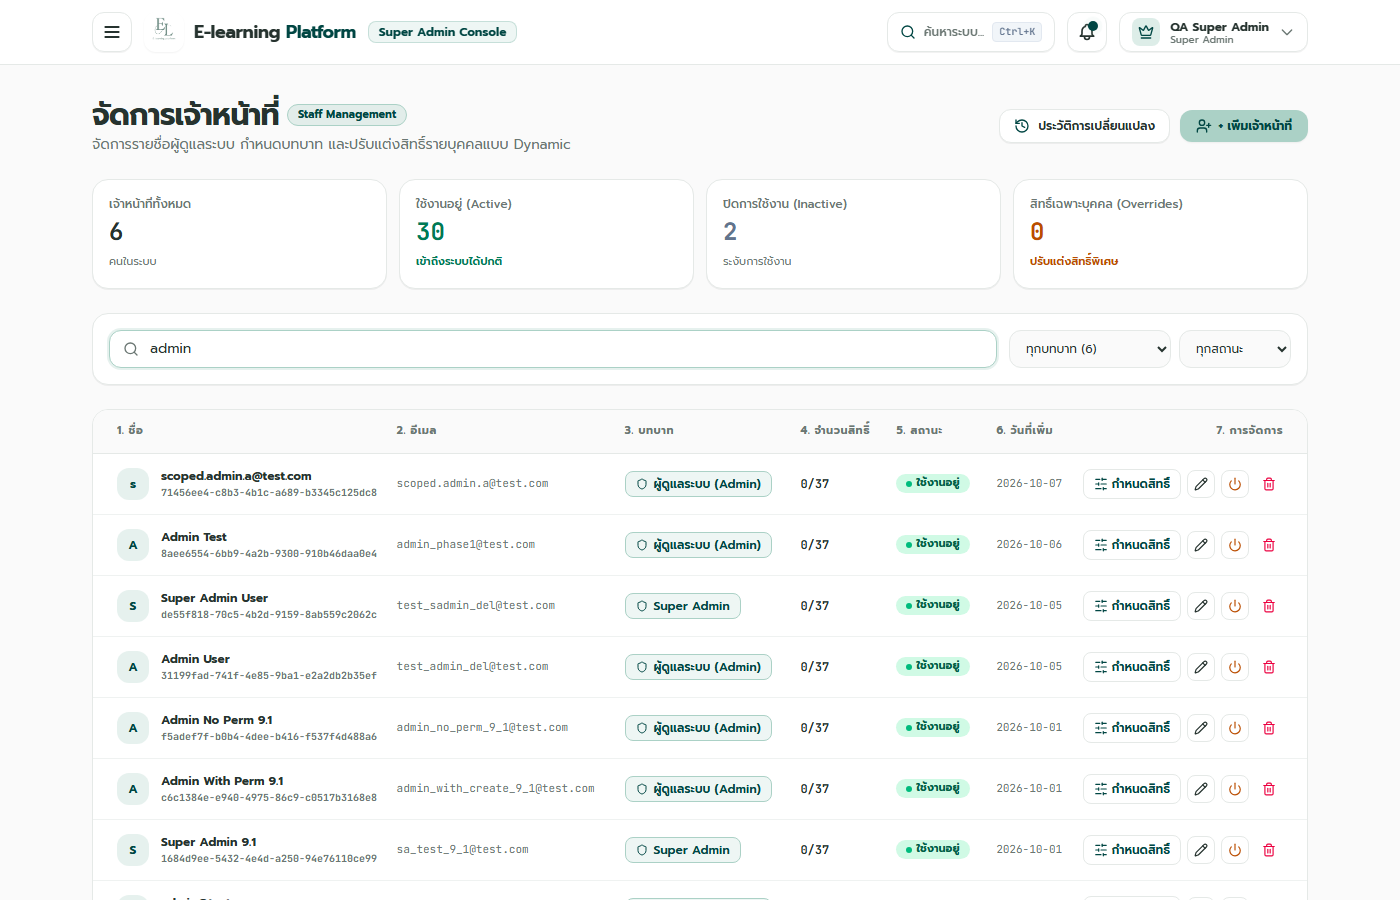 EL
E-learning Platform
Super Admin Console
ค้นหาระบบ...
Ctrl+K
QA Super Admin
Super Admin
จัดการเจ้าหน้าที่
Staff Management
จัดการรายชื่อผู้ดูแลระบบ กำหนดบทบาท และปรับแต่งสิทธิ์รายบุคคลแบบ Dynamic
ประวัติการเปลี่ยนแปลง
+ เพิ่มเจ้าหน้าที่
เจ้าหน้าที่ทั้งหมด
6
คนในระบบ
ใช้งานอยู่ (Active)
30
เข้าถึงระบบได้ปกติ
ปิดการใช้งาน (Inactive)
2
ระงับการใช้งาน
สิทธิ์เฉพาะบุคคล (Overrides)
0
ปรับแต่งสิทธิ์พิเศษ
admin
ทุกบทบาท (6)
ทุกสถานะ
1. ชื่อ 2. อีเมล 3. บทบาท 4. จำนวนสิทธิ์ 5. สถานะ 6. วันที่เพิ่ม 7. การจัดการ
s scoped.admin.a@test.com scoped.admin.a@test.com ผู้ดูแลระบบ (Admin) 0/37 ใช้งานอยู่ 2026-10-07 กำหนดสิทธิ์
71456ee4-c8b3-4b1c-a689-b3345c125dc8
A Admin Test admin_phase1@test.com ผู้ดูแลระบบ (Admin) 0/37 ใช้งานอยู่ 2026-10-06 กำหนดสิทธิ์
8aee6554-6bb9-4a2b-9300-910b46daa0e4
S Super Admin User test_sadmin_del@test.com Super Admin 0/37 ใช้งานอยู่ 2026-10-05 กำหนดสิทธิ์
de55f818-70c5-4b2d-9159-8ab559c2062c
A Admin User test_admin_del@test.com ผู้ดูแลระบบ (Admin) 0/37 ใช้งานอยู่ 2026-10-05 กำหนดสิทธิ์
31199fad-741f-4e85-9ba1-e2a2db2b35ef
A Admin No Perm 9.1 admin_no_perm_9_1@test.com ผู้ดูแลระบบ (Admin) 0/37 ใช้งานอยู่ 2026-10-01 กำหนดสิทธิ์
f5adef7f-b0b4-4dee-b416-f537f4d488a6
A Admin With Perm 9.1 admin_with_create_9_1@test.com ผู้ดูแลระบบ (Admin) 0/37 ใช้งานอยู่ 2026-10-01 กำหนดสิทธิ์
c6c1384e-e940-4975-86c9-c0517b3168e8
S Super Admin 9.1 sa_test_9_1@test.com Super Admin 0/37 ใช้งานอยู่ 2026-10-01 กำหนดสิทธิ์
1684d9ee-5432-4e4d-a250-94e76110ce99